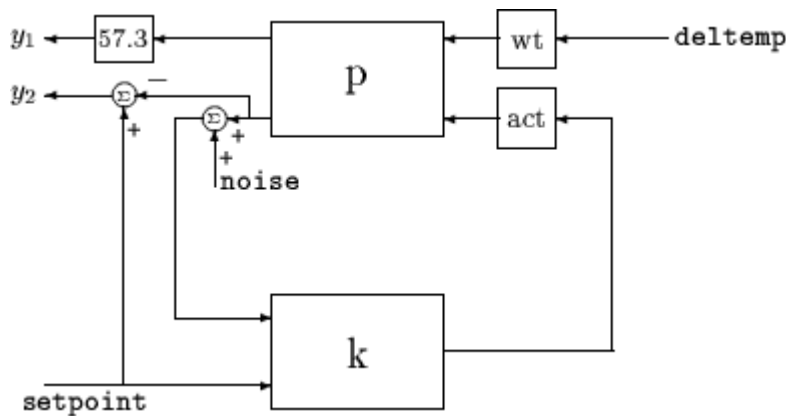 y₁
57.3
p
wt
deltemp
y₂
Σ
−
+
Σ
+
+
noise
act
k
setpoint